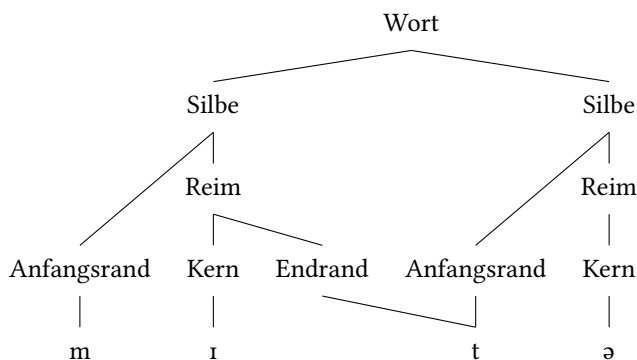 Wort
Silbe Silbe
Reim Reim
Anfangsrand Kern Endrand Anfangsrand Kern
m ɪ t ə